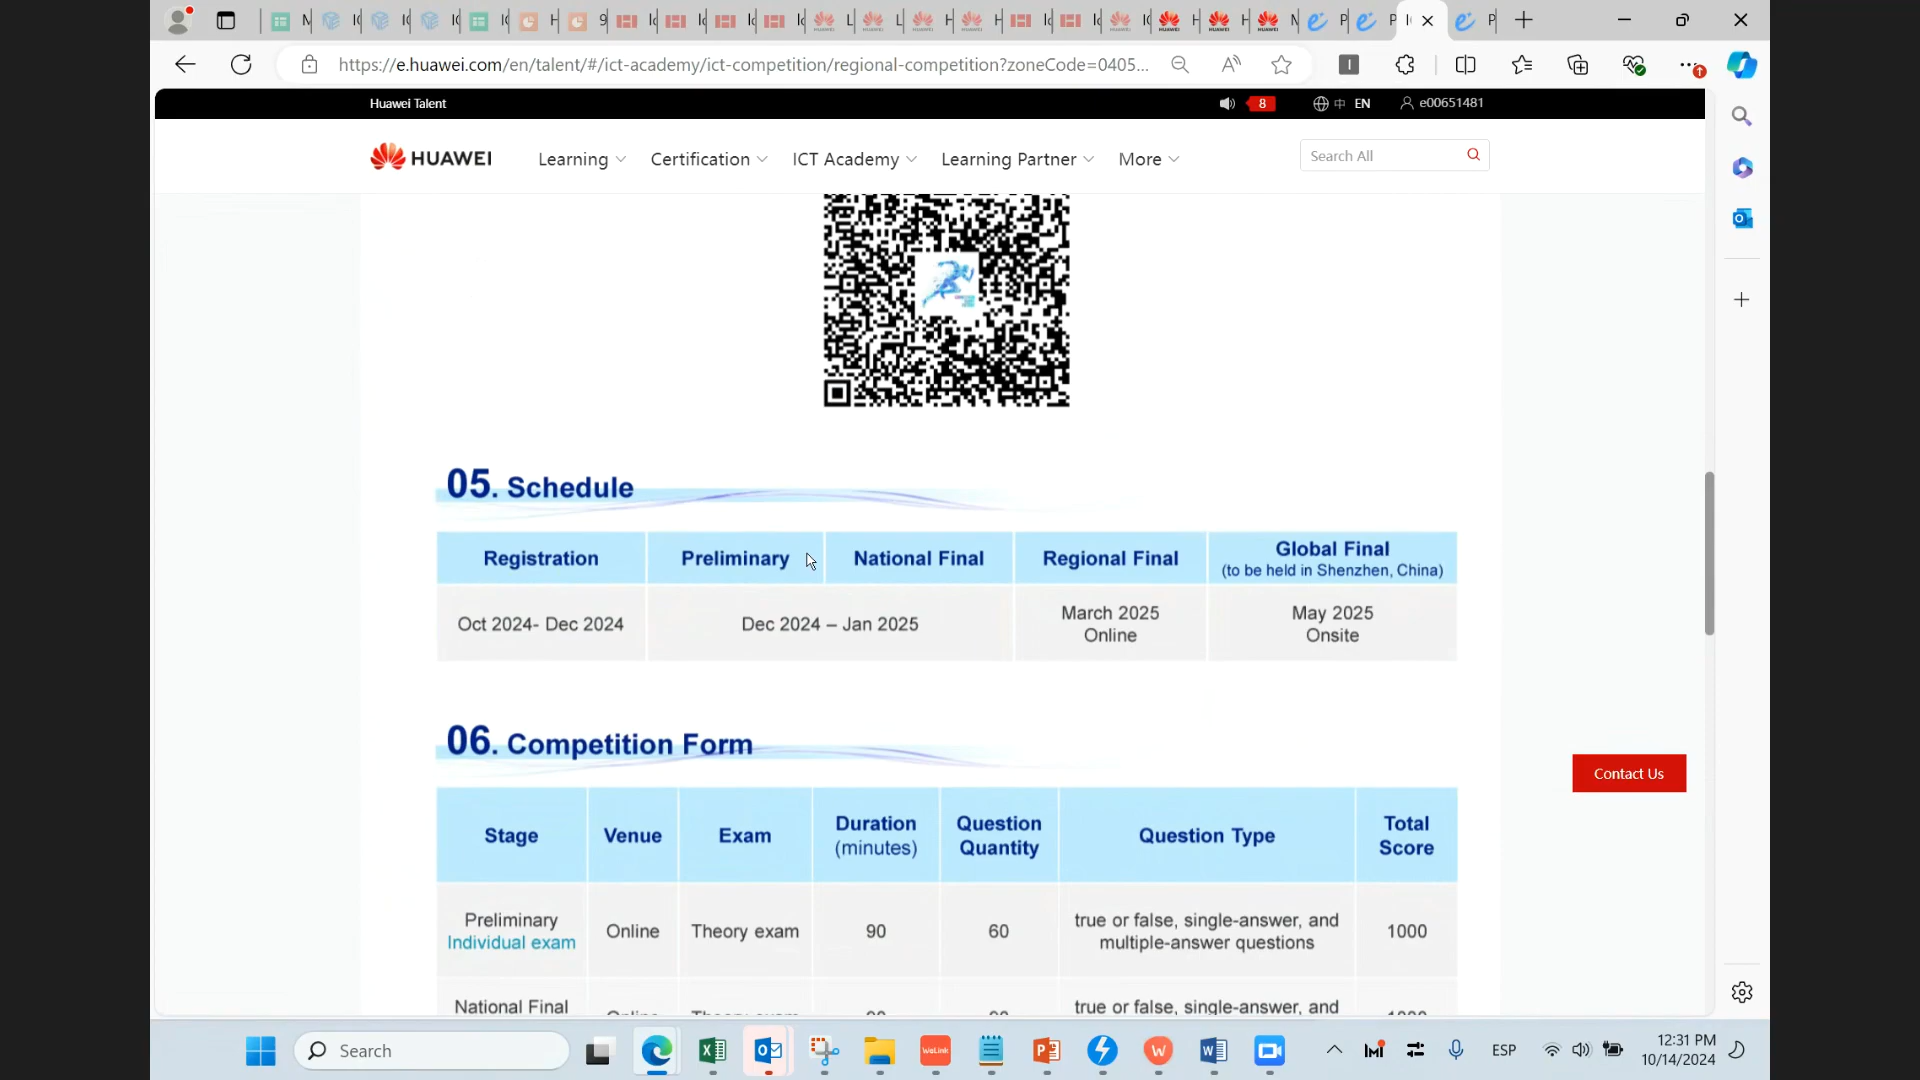 https://e.huawei.com/en/talent/#/ict-academy/ict-competition/regional-competition?zoneCode=0405...
Huawei Talent
8
中 EN
e00651481
HUAWEI
Learning
Certification
ICT Academy
Learning Partner
More
Search All
05. Schedule
Registration
Preliminary
National Final
Regional Final
Global Final
(to be held in Shenzhen, China)
Oct 2024- Dec 2024
Dec 2024 – Jan 2025
March 2025
Online
May 2025
Onsite
06. Competition Form
Contact Us
Stage
Venue
Exam
Duration
(minutes)
Question
Quantity
Question Type
Total
Score
Preliminary
Individual exam
Online
Theory exam
90
60
true or false, single-answer, and
multiple-answer questions
1000
National Final
true or false, single-answer, and
Search
WeLink
ESP
12:31 PM
10/14/2024